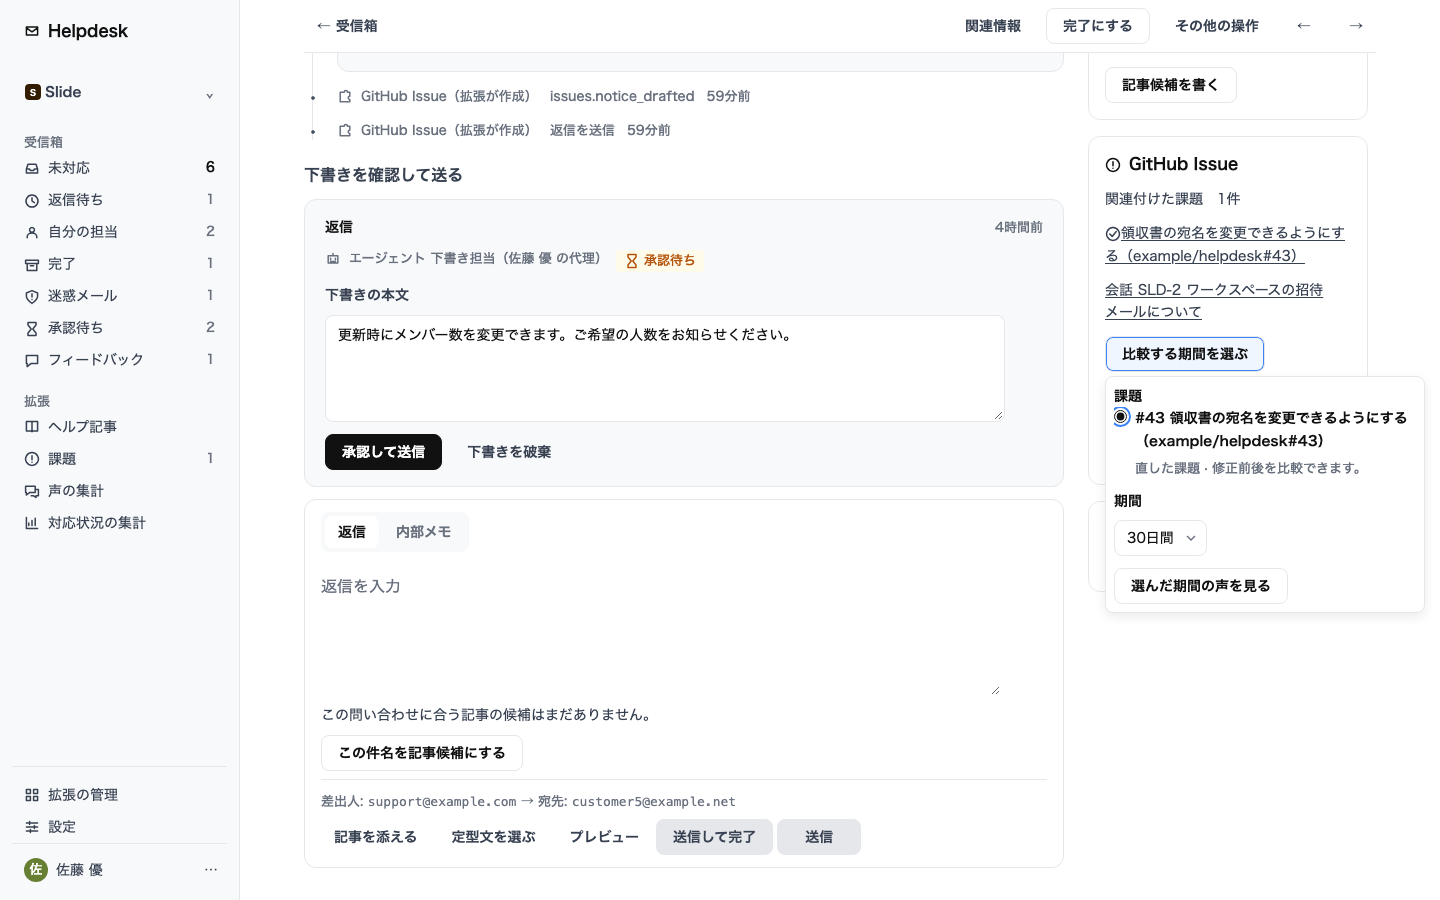 Helpdesk
S Slide
受信箱
未対応 6
返信待ち 1
自分の担当 2
完了 1
迷惑メール 1
承認待ち 2
フィードバック 1
拡張
ヘルプ記事
課題 1
声の集計
対応状況の集計
拡張の管理
設定
佐 佐藤 優 …
← 受信箱
関連情報 完了にする その他の操作 ← →
GitHub Issue（拡張が作成） issues.notice_drafted 59分前
GitHub Issue（拡張が作成） 返信を送信 59分前
下書きを確認して送る
返信 4時間前
エージェント 下書き担当（佐藤 優 の代理） 承認待ち
下書きの本文
更新時にメンバー数を変更できます。ご希望の人数をお知らせください。
承認して送信 下書きを破棄
返信 内部メモ
返信を入力
この問い合わせに合う記事の候補はまだありません。
この件名を記事候補にする
差出人: support@example.com → 宛先: customer5@example.net
記事を添える 定型文を選ぶ プレビュー 送信して完了 送信
記事候補を書く
GitHub Issue
関連付けた課題 1件
領収書の宛名を変更できるようにす
る（example/helpdesk#43）
会話 SLD-2 ワークスペースの招待
メールについて
比較する期間を選ぶ
課題
#43 領収書の宛名を変更できるようにする
（example/helpdesk#43）
直した課題 · 修正前後を比較できます。
期間
30日間
選んだ期間の声を見る